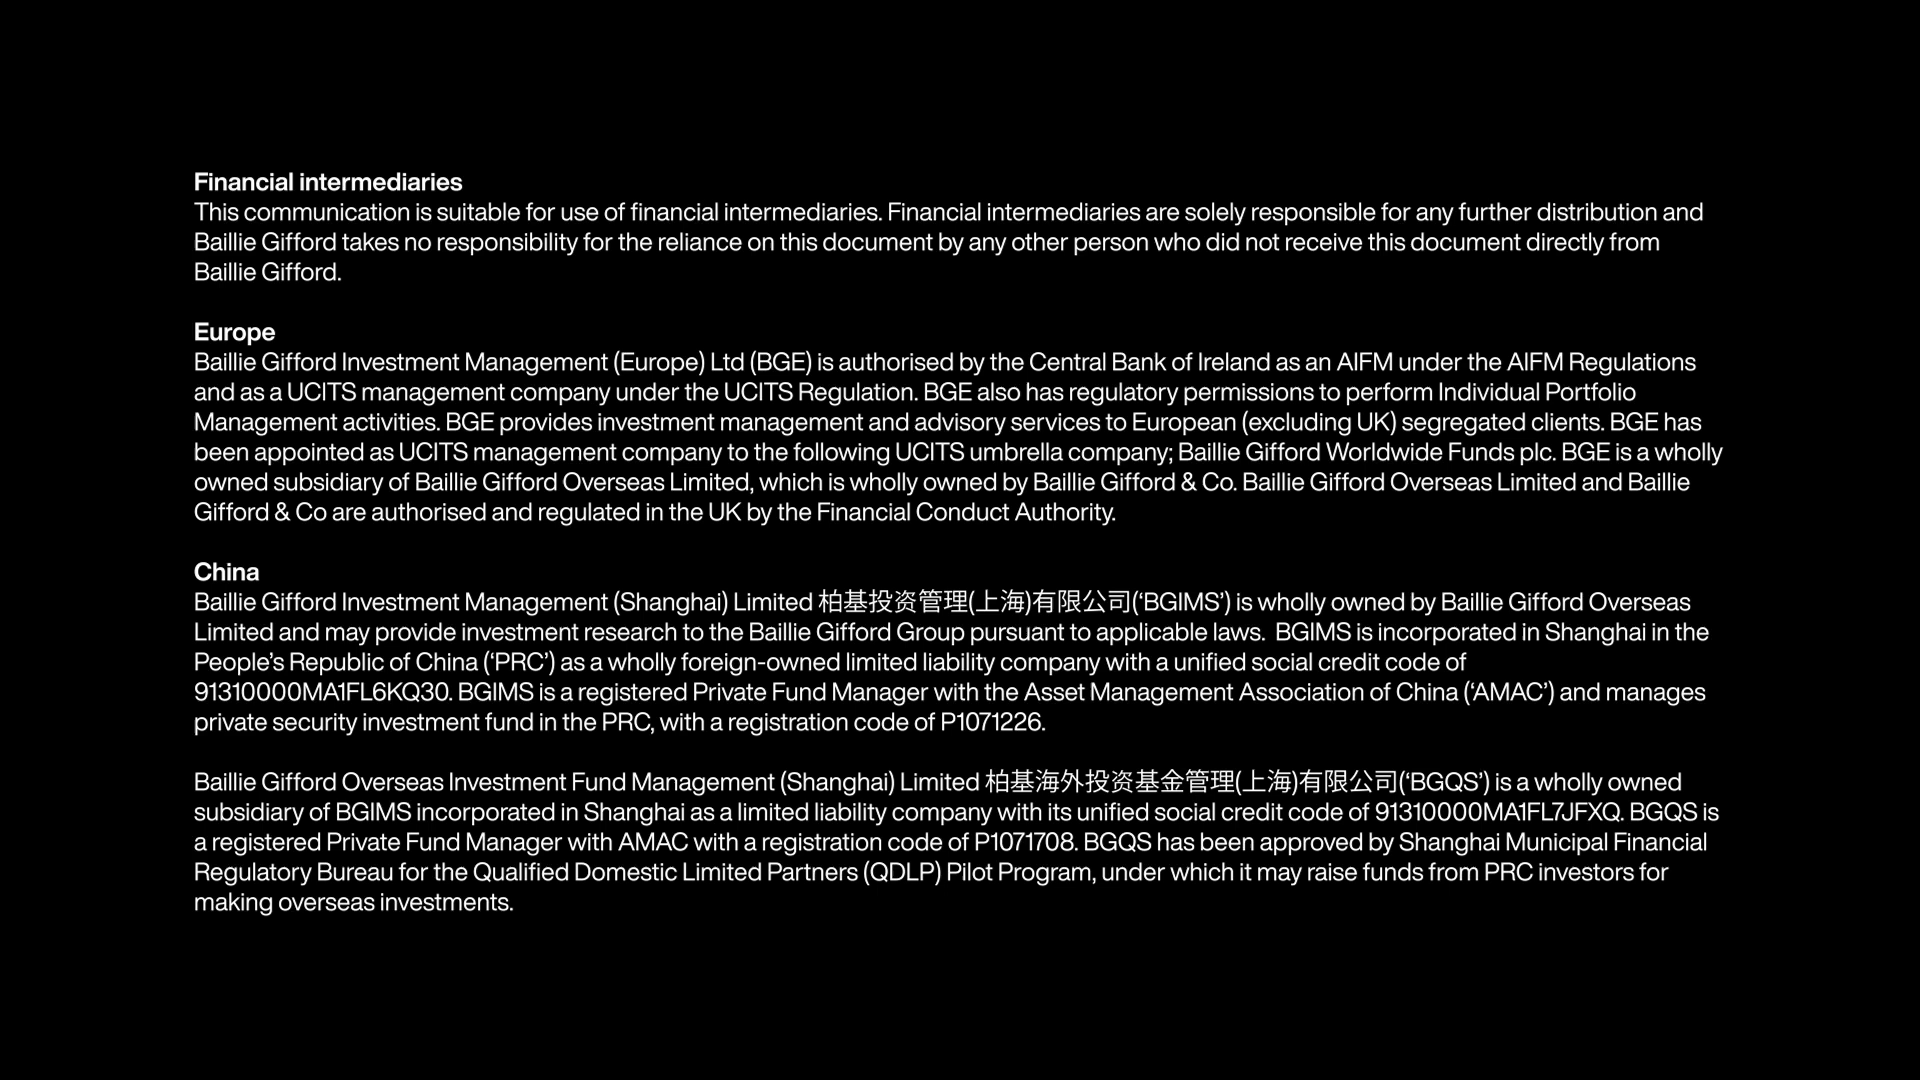 Financial intermediaries
This communication is suitable for use of financial intermediaries. Financial intermediaries are solely responsible for any further distribution and
Baillie Gifford takes no responsibility for the reliance on this document by any other person who did not receive this document directly from
Baillie Gifford.
Europe
Baillie Gifford Investment Management (Europe) Ltd (BGE) is authorised by the Central Bank of Ireland as an AIFM under the AIFM Regulations
and as a UCITS management company under the UCITS Regulation. BGE also has regulatory permissions to perform Individual Portfolio
Management activities. BGE provides investment management and advisory services to European (excluding UK) segregated clients. BGE has
been appointed as UCITS management company to the following UCITS umbrella company; Baillie Gifford Worldwide Funds plc. BGE is a wholly
owned subsidiary of Baillie Gifford Overseas Limited, which is wholly owned by Baillie Gifford & Co. Baillie Gifford Overseas Limited and Baillie
Gifford & Co are authorised and regulated in the UK by the Financial Conduct Authority.
China
Baillie Gifford Investment Management (Shanghai) Limited 柏基投资管理(上海)有限公司(‘BGIMS’) is wholly owned by Baillie Gifford Overseas
Limited and may provide investment research to the Baillie Gifford Group pursuant to applicable laws.  BGIMS is incorporated in Shanghai in the
People’s Republic of China (‘PRC’) as a wholly foreign-owned limited liability company with a unified social credit code of
91310000MA1FL6KQ30. BGIMS is a registered Private Fund Manager with the Asset Management Association of China (‘AMAC’) and manages
private security investment fund in the PRC, with a registration code of P1071226.
Baillie Gifford Overseas Investment Fund Management (Shanghai) Limited 柏基海外投资基金管理(上海)有限公司(‘BGQS’) is a wholly owned
subsidiary of BGIMS incorporated in Shanghai as a limited liability company with its unified social credit code of 91310000MA1FL7JFXQ. BGQS is
a registered Private Fund Manager with AMAC with a registration code of P1071708. BGQS has been approved by Shanghai Municipal Financial
Regulatory Bureau for the Qualified Domestic Limited Partners (QDLP) Pilot Program, under which it may raise funds from PRC investors for
making overseas investments.